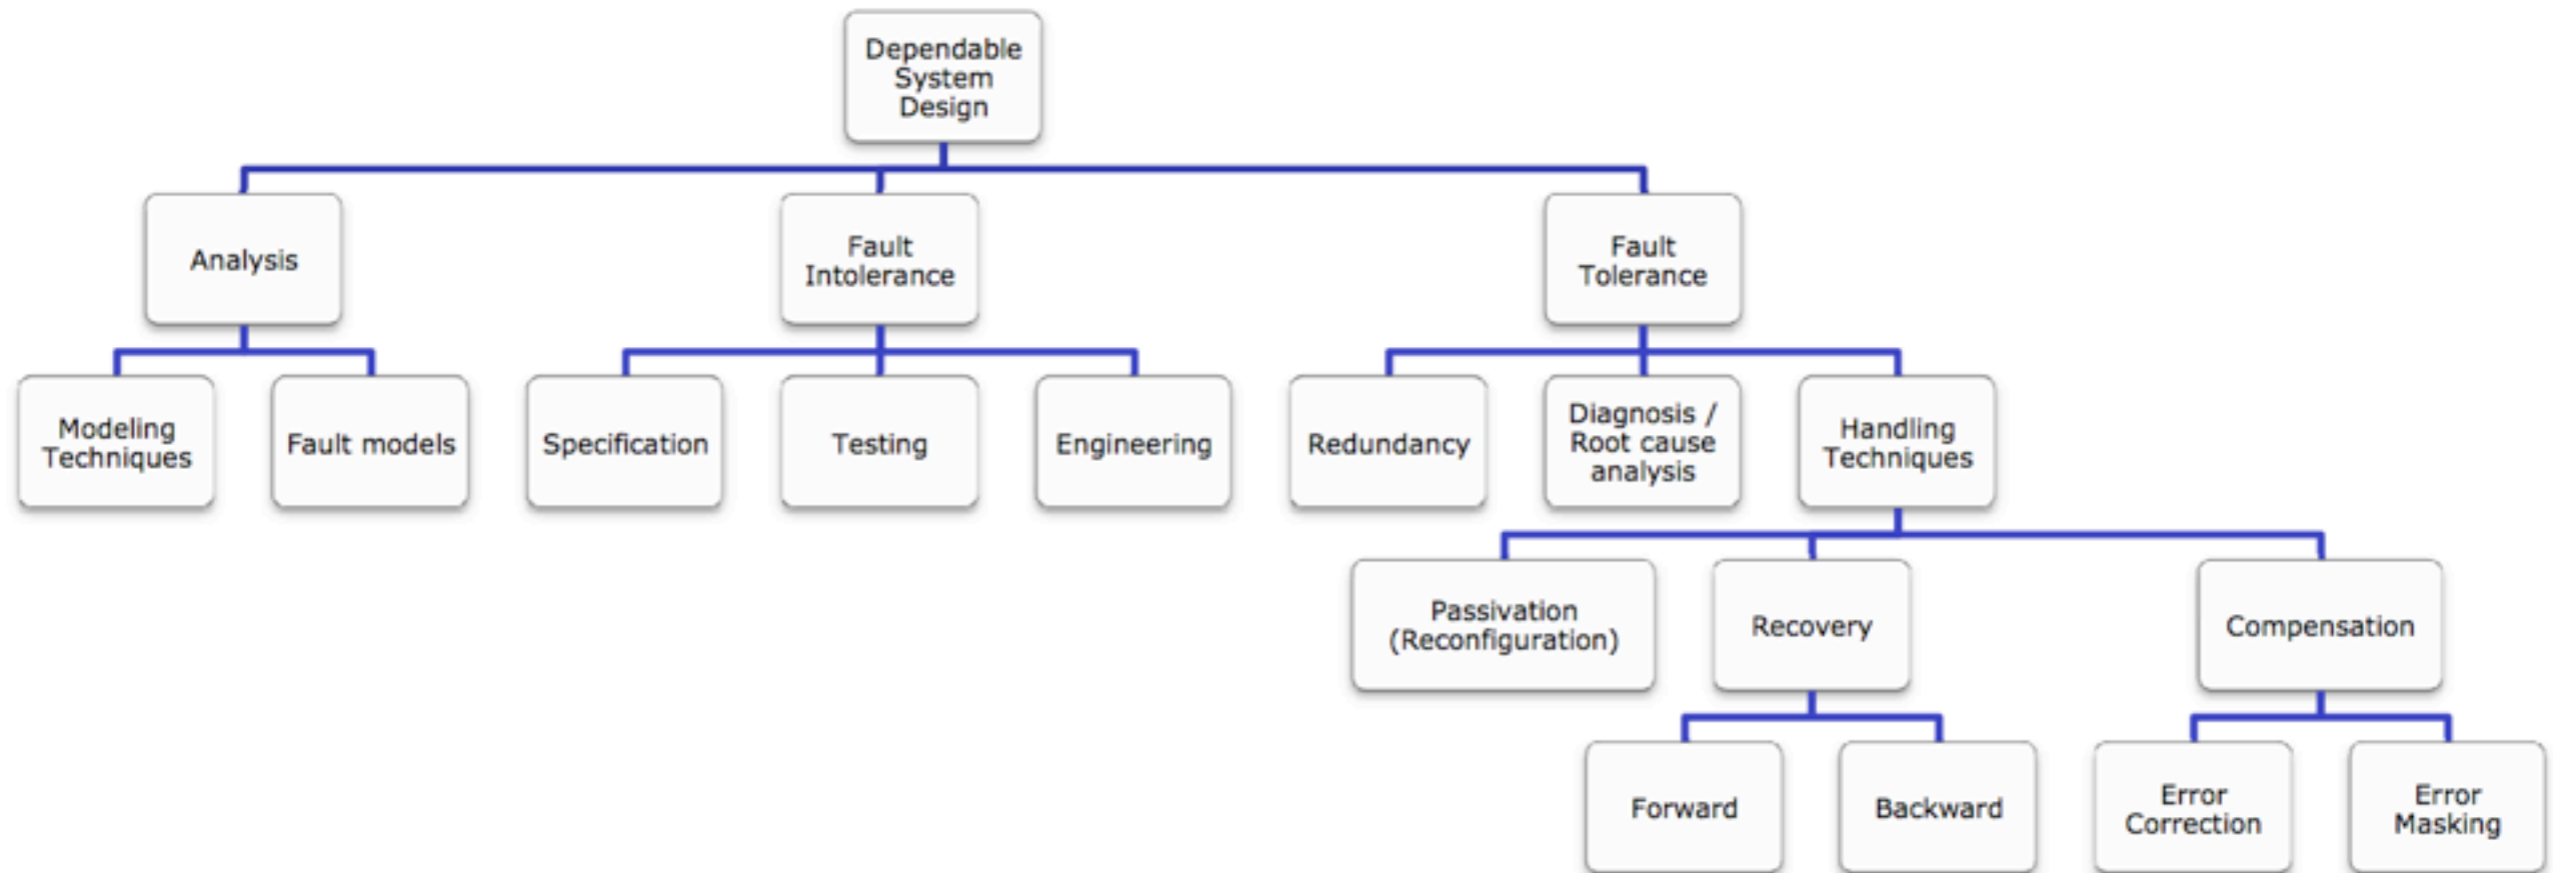 Dependable
System
Design
Analysis
Fault
Intolerance
Fault
Tolerance
Modeling
Techniques
Fault models
Specification
Testing
Engineering
Redundancy
Diagnosis /
Root cause
analysis
Handling
Techniques
Passivation
(Reconfiguration)
Recovery
Compensation
Forward
Backward
Error
Correction
Error
Masking